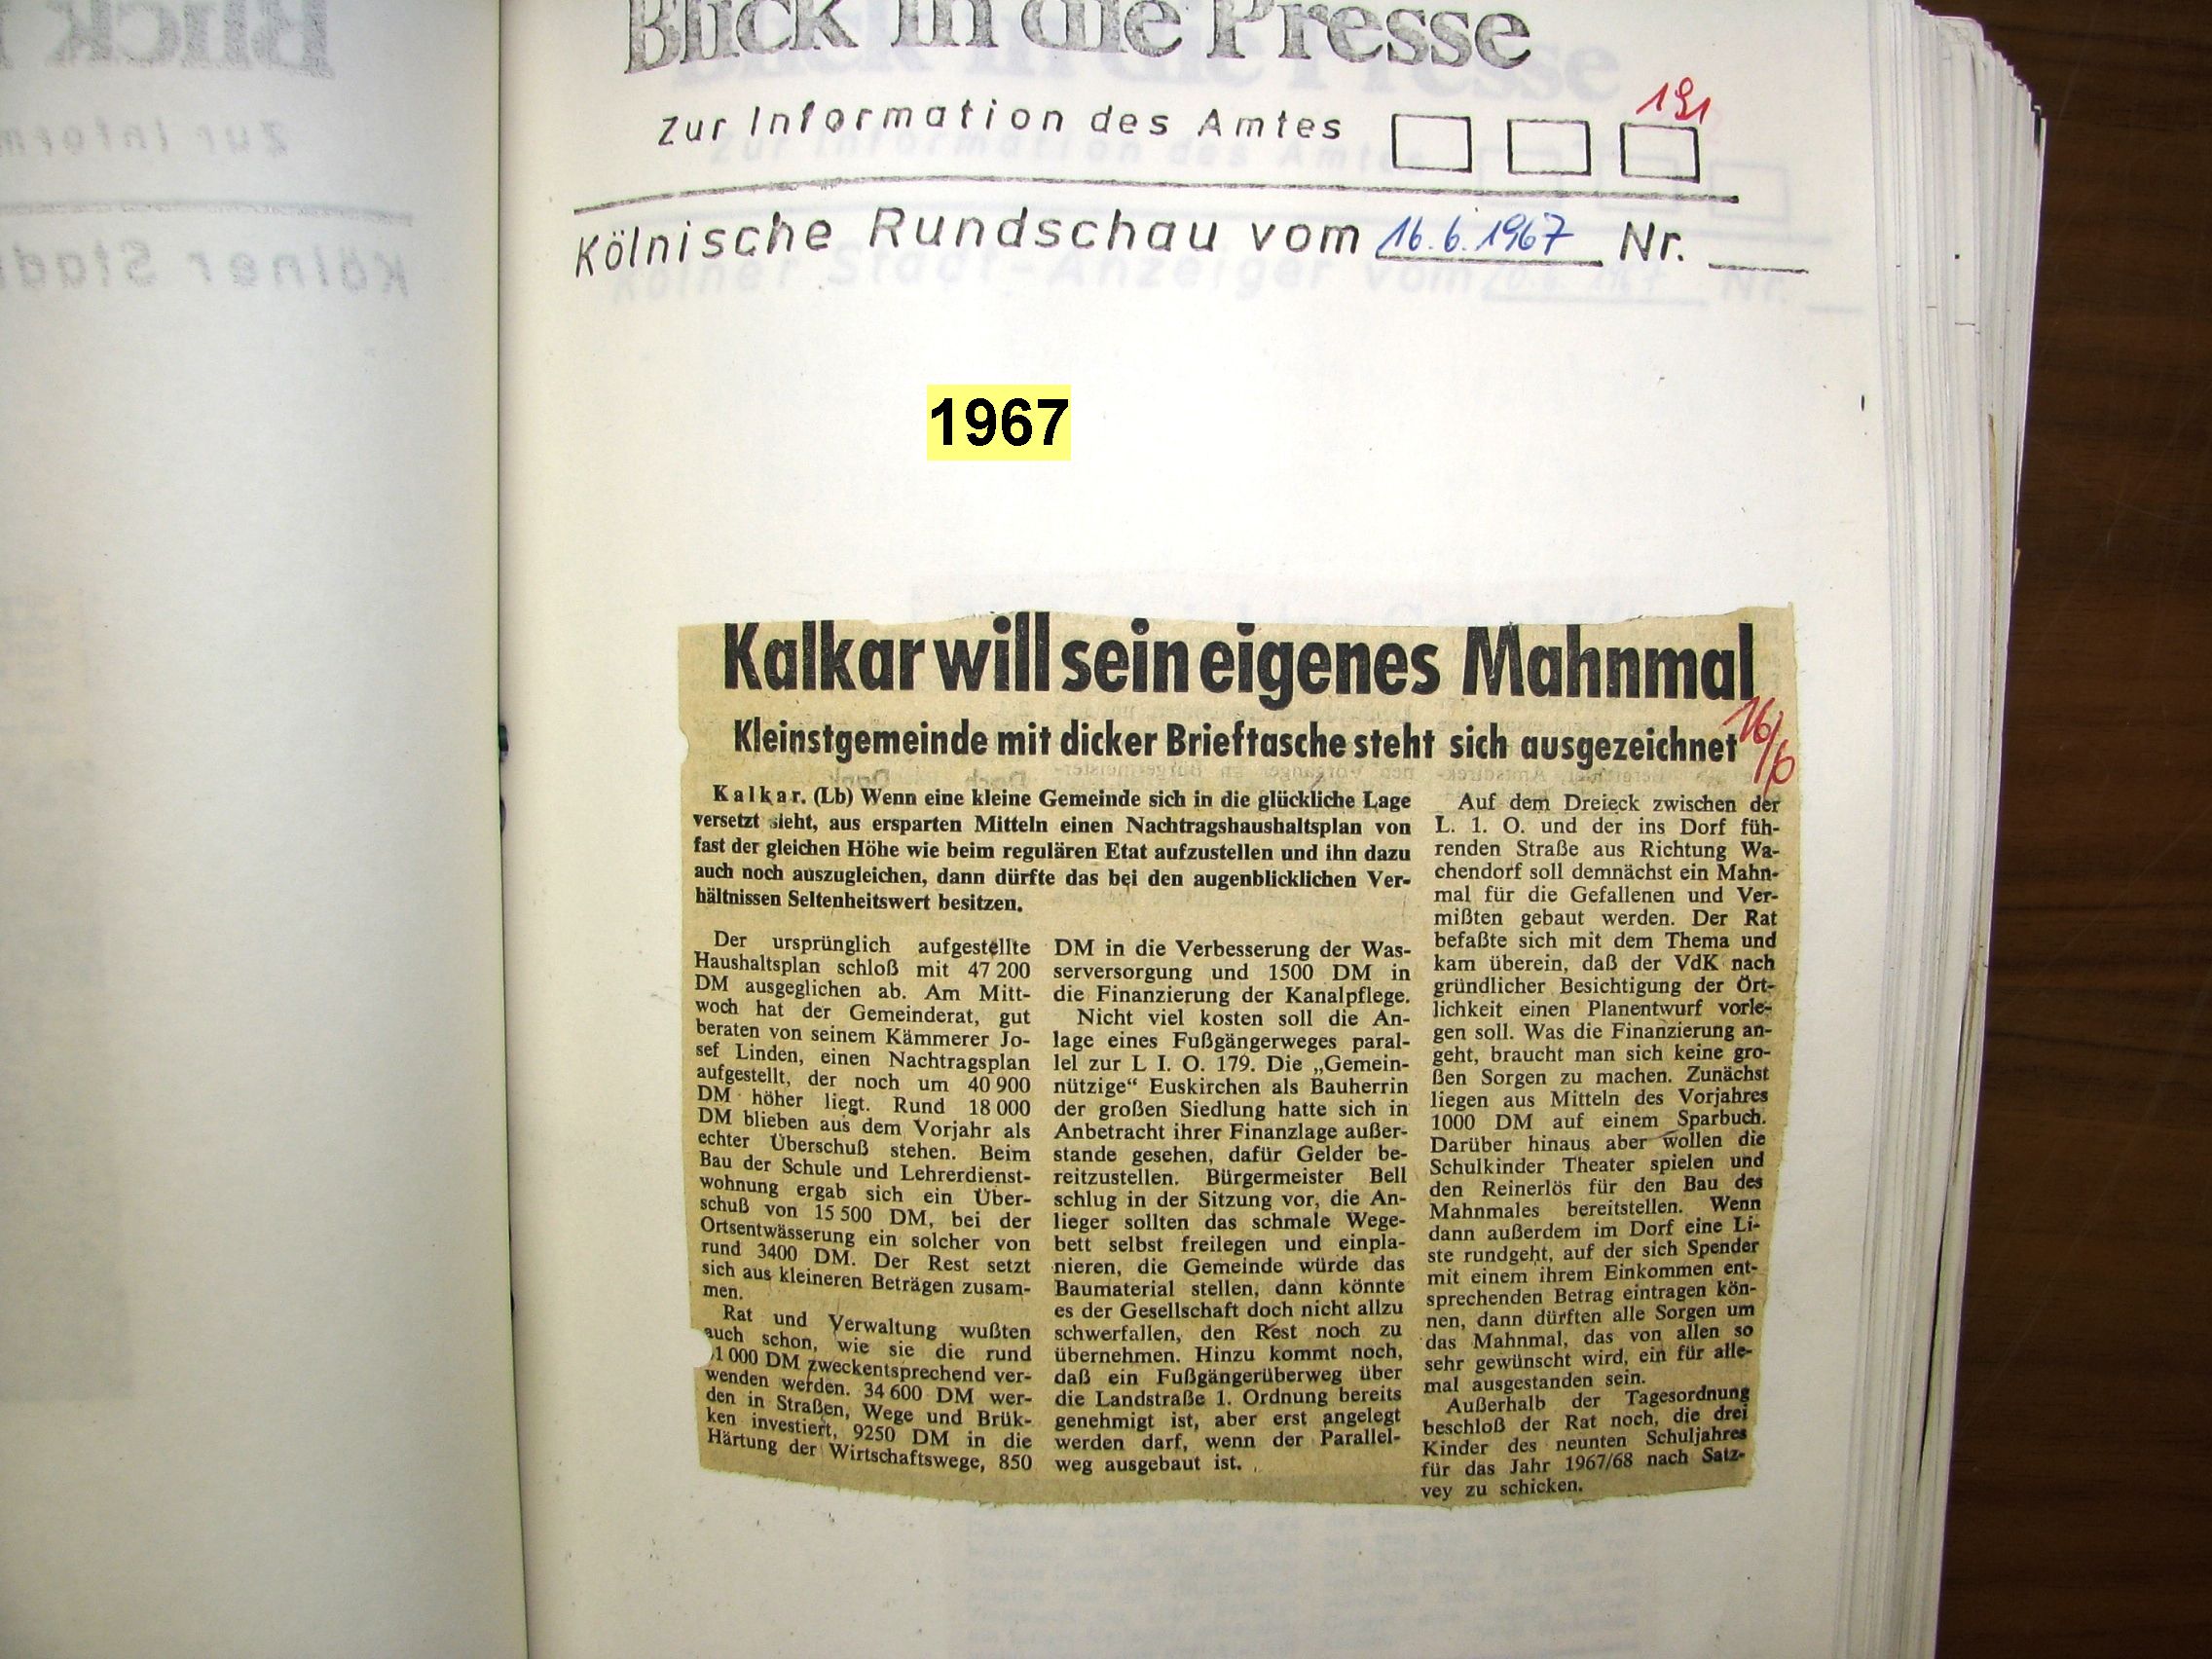 Blick in die Presse
Zur Information des Amtes
191
Kölnische Rundschau vom 16.6.1967 Nr.
1967
Kalkar will sein eigenes Mahnmal
Kleinstgemeinde mit dicker Brieftasche steht sich ausgezeichnet
16/6
Kalkar. (Lb) Wenn eine kleine Gemeinde sich in die glückliche Lage
versetzt sieht, aus ersparten Mitteln einen Nachtragshaushaltsplan von
fast der gleichen Höhe wie beim regulären Etat aufzustellen und ihn dazu
auch noch auszugleichen, dann dürfte das bei den augenblicklichen Ver-
hältnissen Seltenheitswert besitzen.
Der ursprünglich aufgestellte
Haushaltsplan schloß mit 47 200
DM ausgeglichen ab. Am Mitt-
woch hat der Gemeinderat, gut
beraten von seinem Kämmerer Jo-
sef Linden, einen Nachtragsplan
aufgestellt, der noch um 40 900
DM höher liegt. Rund 18 000
DM blieben aus dem Vorjahr als
echter Überschuß stehen. Beim
Bau der Schule und Lehrerdienst-
wohnung ergab sich ein Über-
schuß von 15 500 DM, bei der
Ortsentwässerung ein solcher von
rund 3400 DM. Der Rest setzt
sich aus kleineren Beträgen zusam-
men.
Rat und Verwaltung wußten
auch schon, wie sie die rund
1 000 DM zweckentsprechend ver-
wenden werden. 34 600 DM wer-
den in Straßen, Wege und Brük-
ken investiert, 9250 DM in die
Härtung der Wirtschaftswege, 850
DM in die Verbesserung der Was-
serversorgung und 1500 DM in
die Finanzierung der Kanalpflege.
Nicht viel kosten soll die An-
lage eines Fußgängerweges paral-
lel zur L I. O. 179. Die „Gemein-
nützige“ Euskirchen als Bauherrin
der großen Siedlung hatte sich in
Anbetracht ihrer Finanzlage außer-
stande gesehen, dafür Gelder be-
reitzustellen. Bürgermeister Bell
schlug in der Sitzung vor, die An-
lieger sollten das schmale Wege-
bett selbst freilegen und einpla-
nieren, die Gemeinde würde das
Baumaterial stellen, dann könnte
es der Gesellschaft doch nicht allzu
schwerfallen, den Rest noch zu
übernehmen. Hinzu kommt noch,
daß ein Fußgängerüberweg über
die Landstraße 1. Ordnung bereits
genehmigt ist, aber erst angelegt
werden darf, wenn der Parallel-
weg ausgebaut ist.
Auf dem Dreieck zwischen der
L. 1. O. und der ins Dorf füh-
renden Straße aus Richtung Wa-
chendorf soll demnächst ein Mahn-
mal für die Gefallenen und Ver-
mißten gebaut werden. Der Rat
befaßte sich mit dem Thema und
kam überein, daß der VdK nach
gründlicher Besichtigung der Ört-
lichkeit einen Planentwurf vorle-
gen soll. Was die Finanzierung an-
geht, braucht man sich keine gro-
ßen Sorgen zu machen. Zunächst
liegen aus Mitteln des Vorjahres
1000 DM auf einem Sparbuch.
Darüber hinaus aber wollen die
Schulkinder Theater spielen und
den Reinerlös für den Bau des
Mahnmales bereitstellen. Wenn
dann außerdem im Dorf eine Li-
ste rundgeht, auf der sich Spender
mit einem ihrem Einkommen ent-
sprechenden Betrag eintragen kön-
nen, dann dürften alle Sorgen um
das Mahnmal, das von allen so
sehr gewünscht wird, ein für alle-
mal ausgestanden sein.
Außerhalb der Tagesordnung
beschloß der Rat noch, die drei
Kinder des neunten Schuljahres
für das Jahr 1967/68 nach Satz-
vey zu schicken.